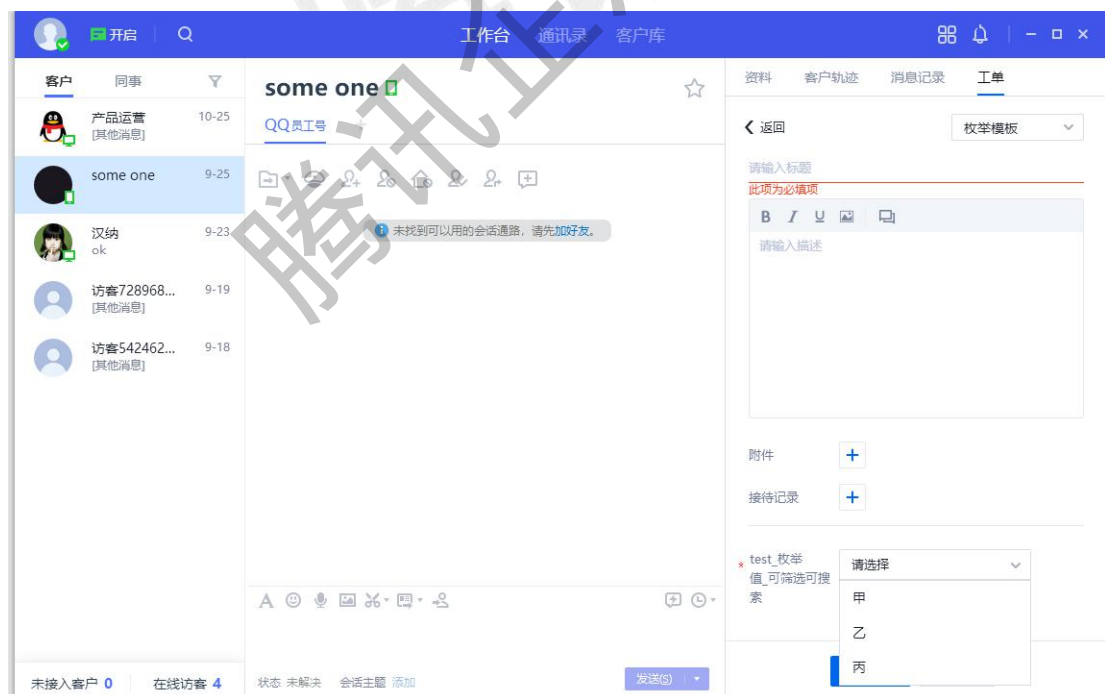 开启
工作台 通讯录 客户库
客户 同事
产品运营 10-25
[其他消息]
some one 9-25
汉纳 9-23
ok
访客728968... 9-19
[其他消息]
访客542462... 9-18
[其他消息]
未接入客户 0 在线访客 4
some one
QQ员工号 +
未找到可以用的会话通路,请先加好友。
状态 未解决 会话主题 添加
发送(S)
资料 客户轨迹 消息记录 工单
返回 枚举模板
请输入标题
此项为必填项
B I U
请输入描述
附件 +
接待记录 +
* test_枚举
值_可筛选可搜
索
请选择
甲
乙
丙
腾讯企